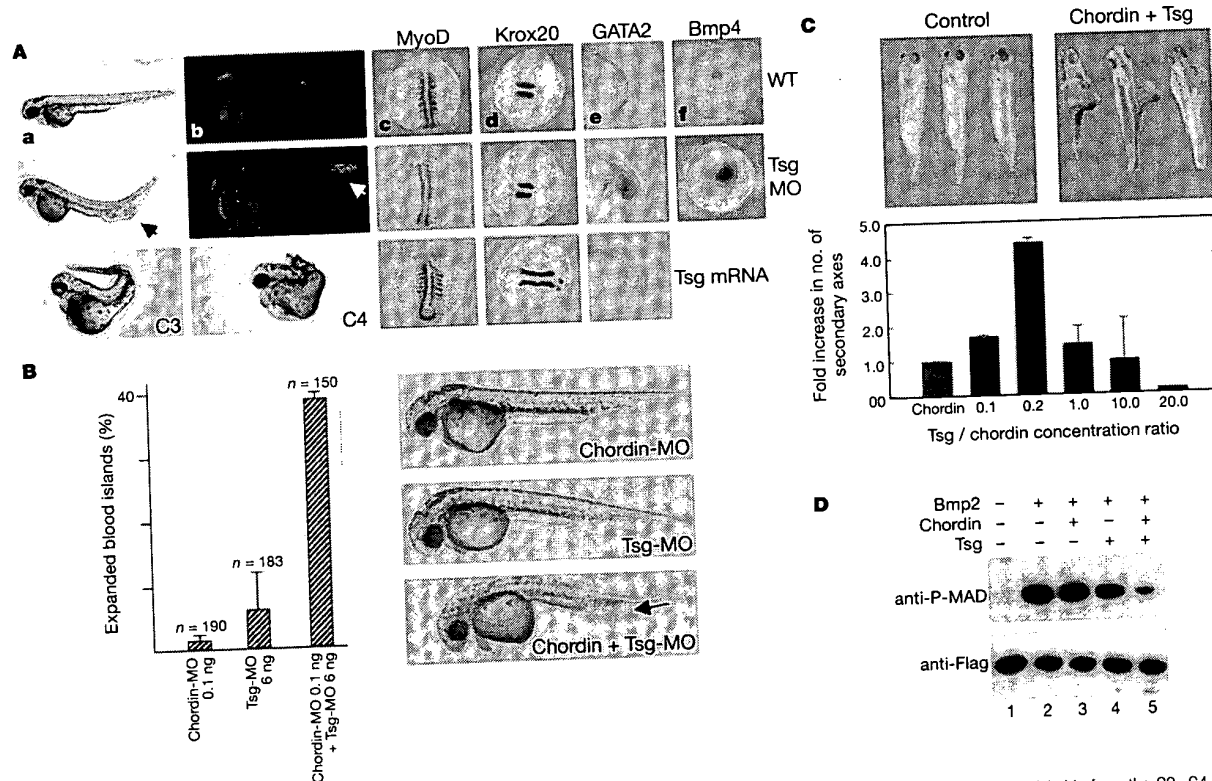 A
MyoD
Krox20
GATA2
Bmp4
a
b
c
d
e
f
WT
Tsg
MO
C3
C4
Tsg mRNA
B
Expanded blood islands (%)
40
n = 190
n = 183
n = 150
Chordin-MO
0.1 ng
Tsg-MO
6 ng
Chordin-MO 0.1 ng
+ Tsg-MO 6 ng
Chordin-MO
Tsg-MO
Chordin + Tsg-MO
C
Control
Chordin + Tsg
Fold increase in no. of
secondary axes
5.0
4.0
3.0
2.0
1.0
00
Chordin 0.1 0.2 1.0 10.0 20.0
Tsg / chordin concentration ratio
D
Bmp2 − + + + +
Chordin − − + − +
Tsg − − − + +
anti-P-MAD
anti-Flag
1 2 3 4 5